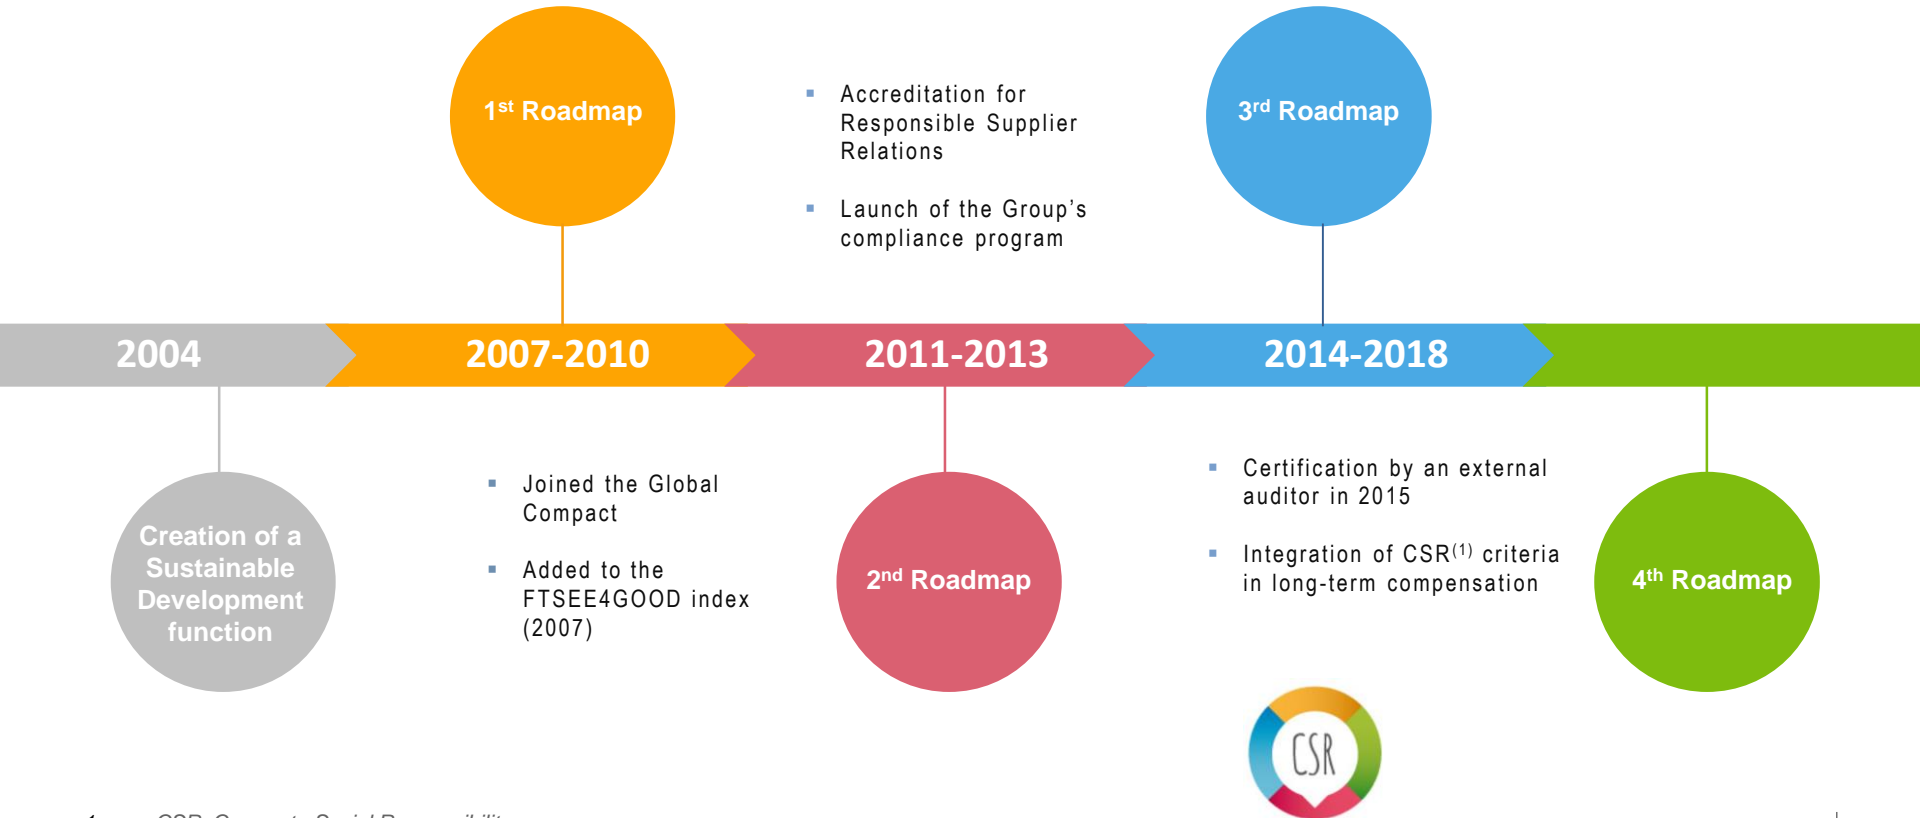 1st Roadmap
Accreditation for
Responsible Supplier
Relations
Launch of the Group's
compliance program
3rd Roadmap
2004
2007-2010
2011-2013
2014-2018
Creation of a
Sustainable
Development
function
Joined the Global
Compact
Added to the
FTSEE4GOOD index
(2007)
2nd Roadmap
Certification by an external
auditor in 2015
Integration of CSR(1) criteria
in long-term compensation
4th Roadmap
CSR